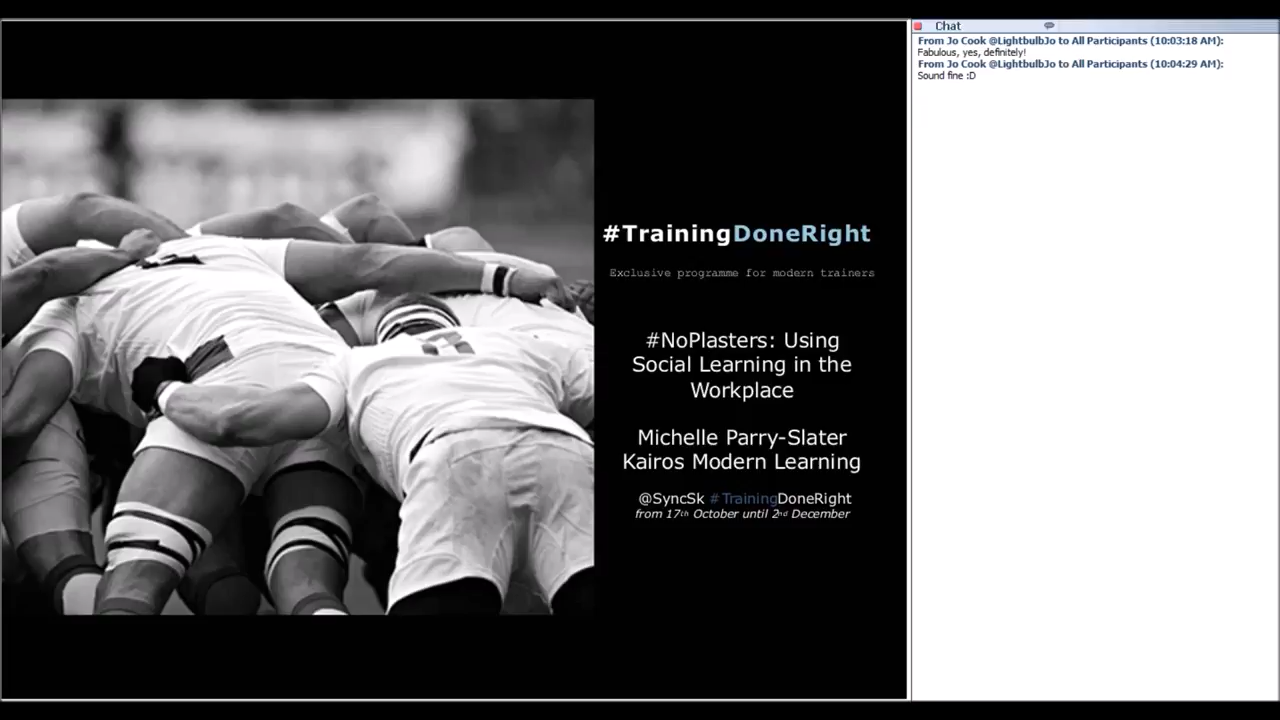 #TrainingDoneRight
Exclusive programme for modern trainers
#NoPlasters: Using
Social Learning in the
Workplace
Michelle Parry-Slater
Kairos Modern Learning
@SyncSk #TrainingDoneRight
from 17th October until 2nd December
Chat
From Jo Cook @LightbulbJo to All Participants (10:03:18 AM):
Fabulous, yes, definitely!
From Jo Cook @LightbulbJo to All Participants (10:04:29 AM):
Sound fine :D